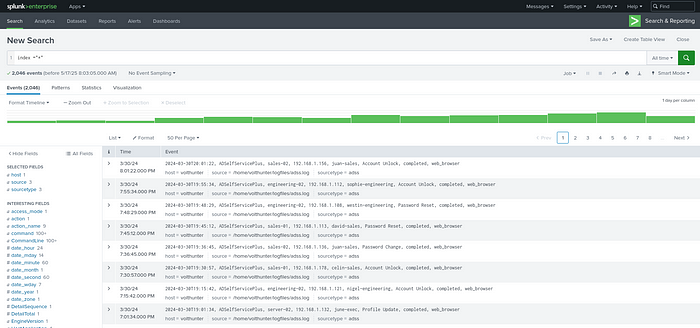 splunk>enterprise Apps ▾ Messages ▾ Settings ▾ Activity ▾ Help ▾ Find
Search Analytics Datasets Reports Alerts Dashboards Search & Reporting
New Search Save As ▾ Create Table View Close
1 index ="*" All time ▾
✓ 2,046 events (before 5/17/25 8:03:05.000 AM) No Event Sampling ▾ Job ▾ Smart Mode ▾
Events (2,046) Patterns Statistics Visualization
Format Timeline ▾ − Zoom Out + Zoom to Selection × Deselect 1 day per column
List ▾ Format 50 Per Page ▾ < Prev 1 2 3 4 5 6 7 8 ... Next >
< Hide Fields All Fields i Time Event
SELECTED FIELDS
a host 1
a source 3
a sourcetype 3
INTERESTING FIELDS
a access_mode 1
a action 1
a action_name 9
a command 100+
a CommandLine 100+
# date_hour 24
# date_mday 14
# date_minute 60
a date_month 1
# date_second 60
a date_wday 7
# date_year 1
a date_zone 1
a DetailSequence 1
a DetailTotal 1
a EngineVersion 1
> 3/30/24 2024-03-30T20:01:22, ADSelfServicePlus, sales-02, 192.168.1.156, juan-sales, Account Unlock, completed, web_browser
8:01:22.000 PM host = volthunter source = /home/volthunter/logfiles/adss.log sourcetype = adss
> 3/30/24 2024-03-30T19:55:34, ADSelfServicePlus, engineering-02, 192.168.1.112, sophie-engineering, Account Unlock, completed, web_browser
7:55:34.000 PM host = volthunter source = /home/volthunter/logfiles/adss.log sourcetype = adss
> 3/30/24 2024-03-30T19:48:29, ADSelfServicePlus, engineering-02, 192.168.1.188, westin-engineering, Password Reset, completed, web_browser
7:48:29.000 PM host = volthunter source = /home/volthunter/logfiles/adss.log sourcetype = adss
> 3/30/24 2024-03-30T19:45:12, ADSelfServicePlus, sales-01, 192.168.1.113, david-sales, Password Reset, completed, web_browser
7:45:12.000 PM host = volthunter source = /home/volthunter/logfiles/adss.log sourcetype = adss
> 3/30/24 2024-03-30T19:36:45, ADSelfServicePlus, sales-02, 192.168.1.136, juan-sales, Password Change, completed, web_browser
7:36:45.000 PM host = volthunter source = /home/volthunter/logfiles/adss.log sourcetype = adss
> 3/30/24 2024-03-30T19:30:57, ADSelfServicePlus, sales-01, 192.168.1.178, colin-sales, Account Unlock, completed, web_browser
7:30:57.000 PM host = volthunter source = /home/volthunter/logfiles/adss.log sourcetype = adss
> 3/30/24 2024-03-30T19:15:42, ADSelfServicePlus, engineering-02, 192.168.1.121, nigel-engineering, Account Unlock, completed, web_browser
7:15:42.000 PM host = volthunter source = /home/volthunter/logfiles/adss.log sourcetype = adss
> 3/30/24 2024-03-30T19:01:34, ADSelfServicePlus, server-02, 192.168.1.132, june-exec, Profile Update, completed, web_browser
7:01:34.000 PM host = volthunter source = /home/volthunter/logfiles/adss.log sourcetype = adss